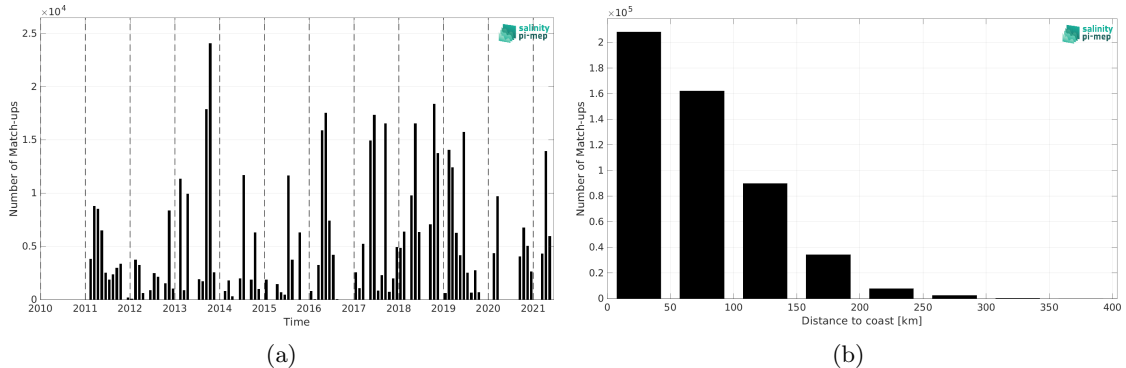 ×10⁴
2.5
2
1.5
1
0.5
0
Number of Match-ups
2010 2011 2012 2013 2014 2015 2016 2017 2018 2019 2020 2021
Time
salinity
pi-mep
(a)
×10⁵
2
1.8
1.6
1.4
1.2
1
0.8
0.6
0.4
0.2
0
Number of Match-ups
0 50 100 150 200 250 300 350 400
Distance to coast [km]
salinity
pi-mep
(b)